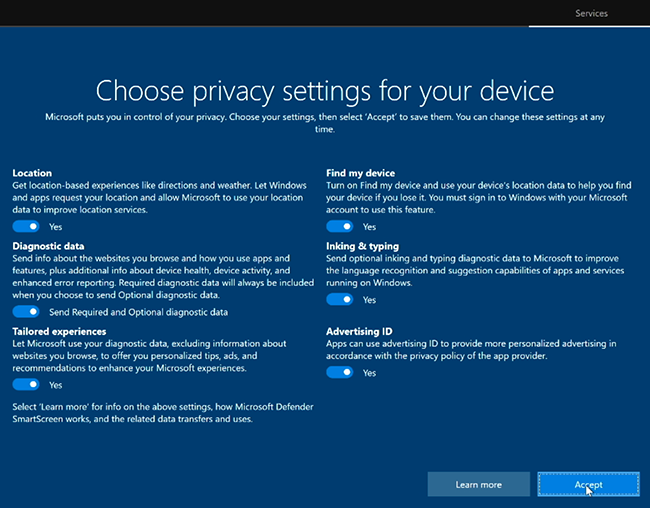 Services
Choose privacy settings for your device
Microsoft puts you in control of your privacy. Choose your settings, then select 'Accept' to save them. You can change these settings at any
time.
Location
Get location-based experiences like directions and weather. Let Windows
and apps request your location and allow Microsoft to use your location
data to improve location services.
Yes
Diagnostic data
Send info about the websites you browse and how you use apps and
features, plus additional info about device health, device activity, and
enhanced error reporting. Required diagnostic data will always be included
when you choose to send Optional diagnostic data.
Send Required and Optional diagnostic data
Tailored experiences
Let Microsoft use your diagnostic data, excluding information about
websites you browse, to offer you personalized tips, ads, and
recommendations to enhance your Microsoft experiences.
Yes
Select 'Learn more' for info on the above settings, how Microsoft Defender
SmartScreen works, and the related data transfers and uses.
Find my device
Turn on Find my device and use your device's location data to help you find
your device if you lose it. You must sign in to Windows with your Microsoft
account to use this feature.
Yes
Inking & typing
Send optional inking and typing diagnostic data to Microsoft to improve
the language recognition and suggestion capabilities of apps and services
running on Windows.
Yes
Advertising ID
Apps can use advertising ID to provide more personalized advertising in
accordance with the privacy policy of the app provider.
Yes
Learn more
Accept